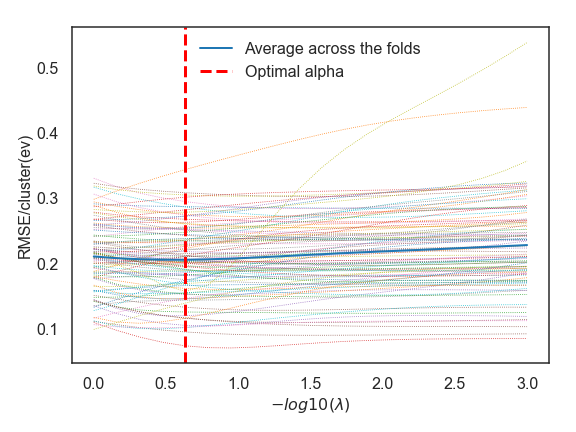 Average across the folds
Optimal alpha
0.5
0.4
0.3
0.2
0.1
RMSE/cluster(ev)
0.0 0.5 1.0 1.5 2.0 2.5 3.0
−log10(λ)